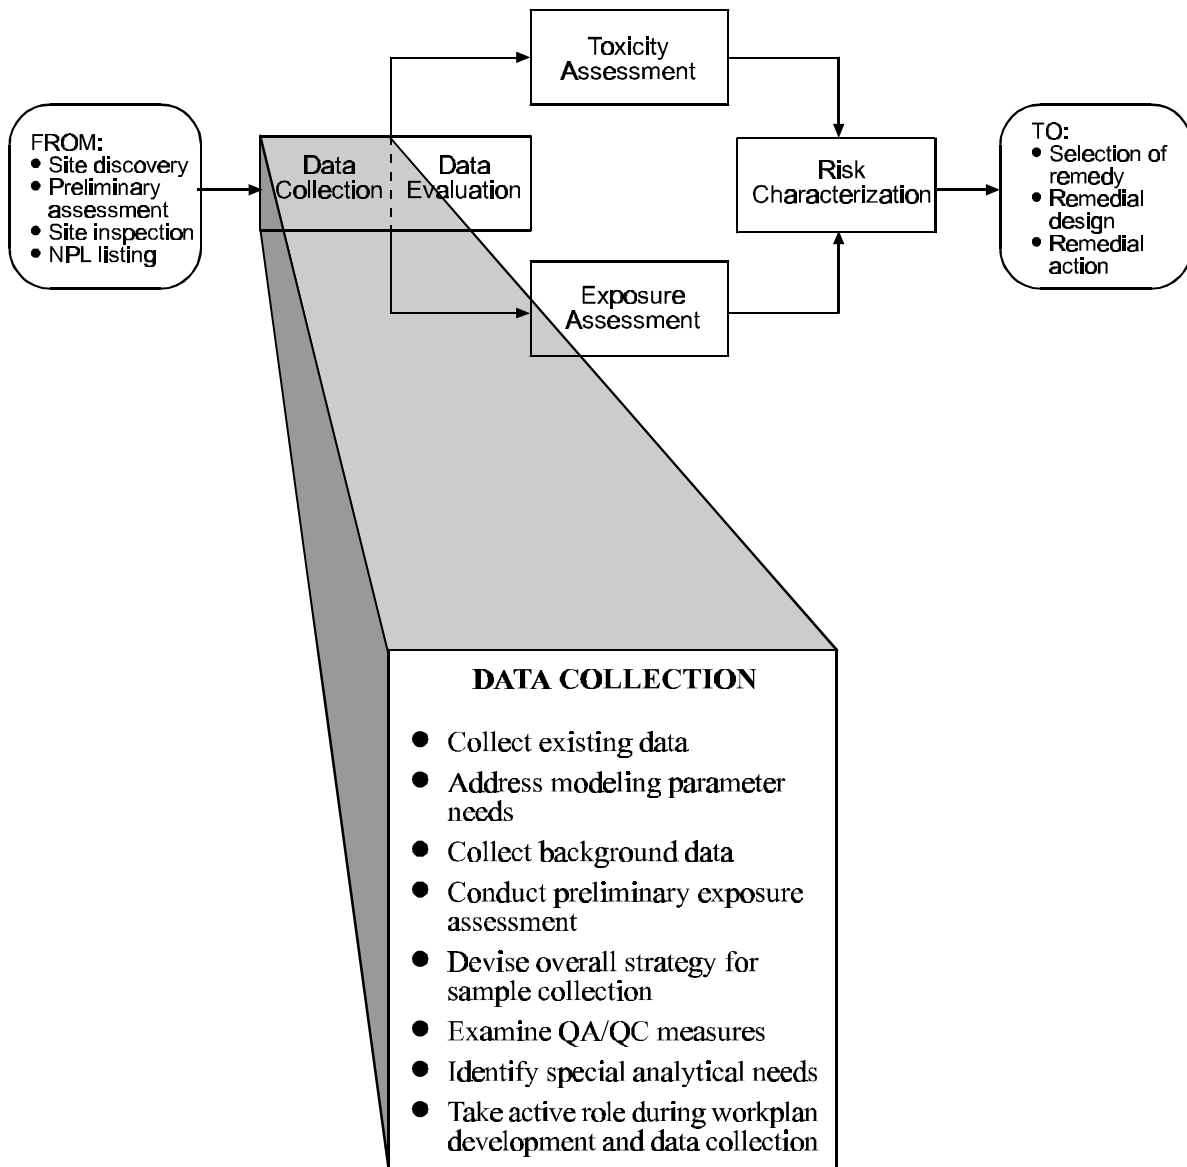 Toxicity
Assessment
FROM:
● Site discovery
● Preliminary
assessment
● Site inspection
● NPL listing
Data
Collection
Data
Evaluation
Risk
Characterization
TO:
● Selection of
remedy
● Remedial
design
● Remedial
action
Exposure
Assessment
DATA COLLECTION
● Collect existing data
● Address modeling parameter
needs
● Collect background data
● Conduct preliminary exposure
assessment
● Devise overall strategy for
sample collection
● Examine QA/QC measures
● Identify special analytical needs
● Take active role during workplan
development and data collection